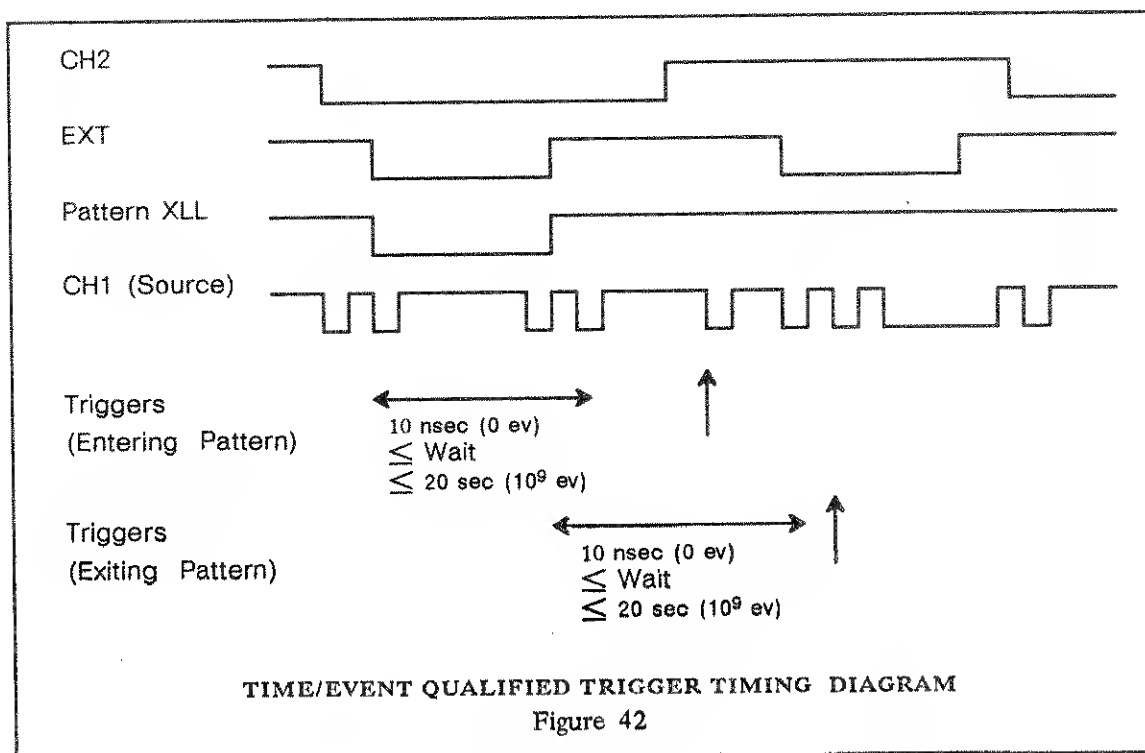 CH2
EXT
Pattern XLL
CH1 (Source)
Triggers
(Entering Pattern)
10 nsec (0 ev)
≤ Wait
≤ 20 sec (10⁹ ev)
Triggers
(Exiting Pattern)
10 nsec (0 ev)
≤ Wait
≤ 20 sec (10⁹ ev)
TIME/EVENT QUALIFIED TRIGGER TIMING DIAGRAM
Figure 42